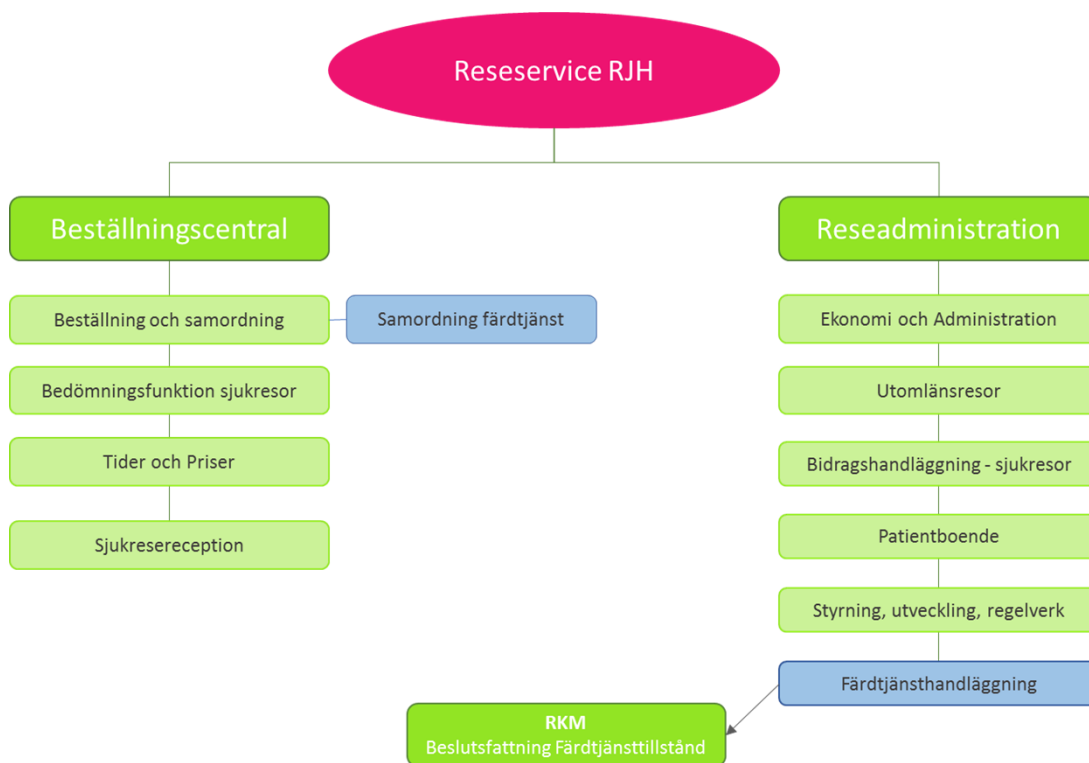 Reseservice RJH
Beställningscentral
Beställning och samordning
Samordning färdtjänst
Bedömningsfunktion sjukresor
Tider och Priser
Sjukresereception
Reseadministration
Ekonomi och Administration
Utomlänsresor
Bidragshandläggning - sjukresor
Patientboende
Styrning, utveckling, regelverk
Färdtjänsthandläggning
RKM
Beslutsfattning Färdtjänsttillstånd